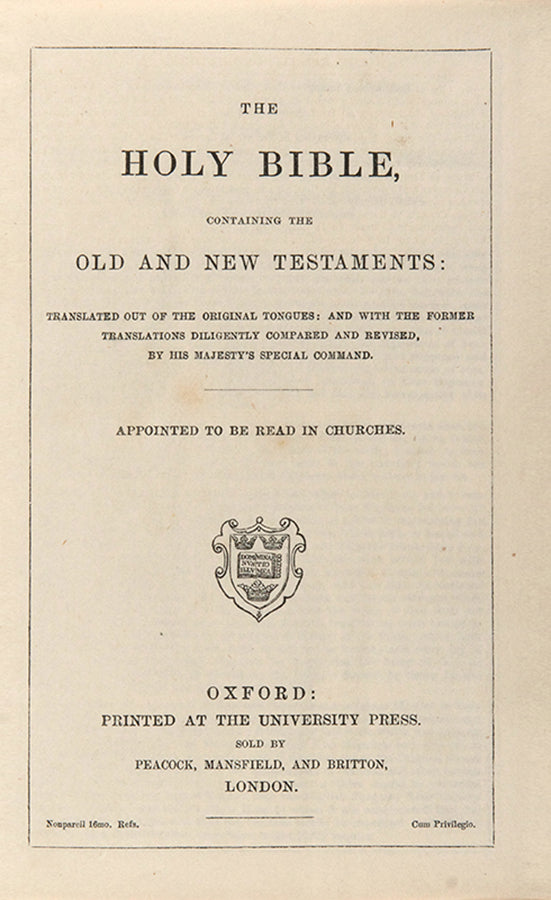 THE
HOLY BIBLE,
CONTAINING THE
OLD AND NEW TESTAMENTS:
TRANSLATED OUT OF THE ORIGINAL TONGUES: AND WITH THE FORMER
TRANSLATIONS DILIGENTLY COMPARED AND REVISED,
BY HIS MAJESTY'S SPECIAL COMMAND.
APPOINTED TO BE READ IN CHURCHES.
OXFORD:
PRINTED AT THE UNIVERSITY PRESS.
SOLD BY
PEACOCK, MANSFIELD, AND BRITTON,
LONDON.
Nonpareil 16mo. Refs. Cum Privilegio.